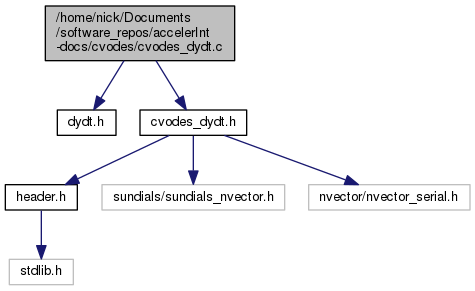 /home/nick/Documents
/software_repos/accelerInt
-docs/cvodes/cvodes_dydt.c
dydt.h
cvodes_dydt.h
header.h
sundials/sundials_nvector.h
nvector/nvector_serial.h
stdlib.h